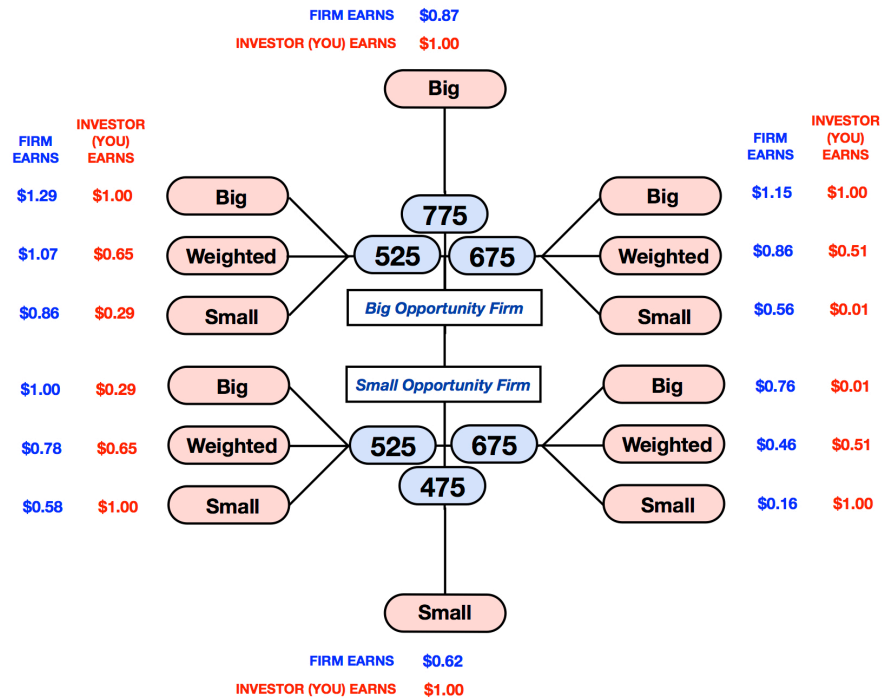 FIRM EARNS $0.87
INVESTOR (YOU) EARNS $1.00
Big
FIRM EARNS
INVESTOR (YOU) EARNS
$1.29 $1.00 Big
$1.07 $0.65 Weighted
$0.86 $0.29 Small
775
525 675
FIRM EARNS
INVESTOR (YOU) EARNS
Big $1.15 $1.00
Weighted $0.86 $0.51
Small $0.56 $0.01
Big Opportunity Firm
Small Opportunity Firm
$1.00 $0.29 Big
$0.78 $0.65 Weighted
$0.58 $1.00 Small
525 675
475
Big $0.76 $0.01
Weighted $0.46 $0.51
Small $0.16 $1.00
Small
FIRM EARNS $0.62
INVESTOR (YOU) EARNS $1.00